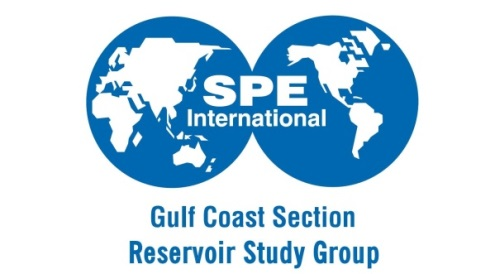 SPE
International
Gulf Coast Section
Reservoir Study Group